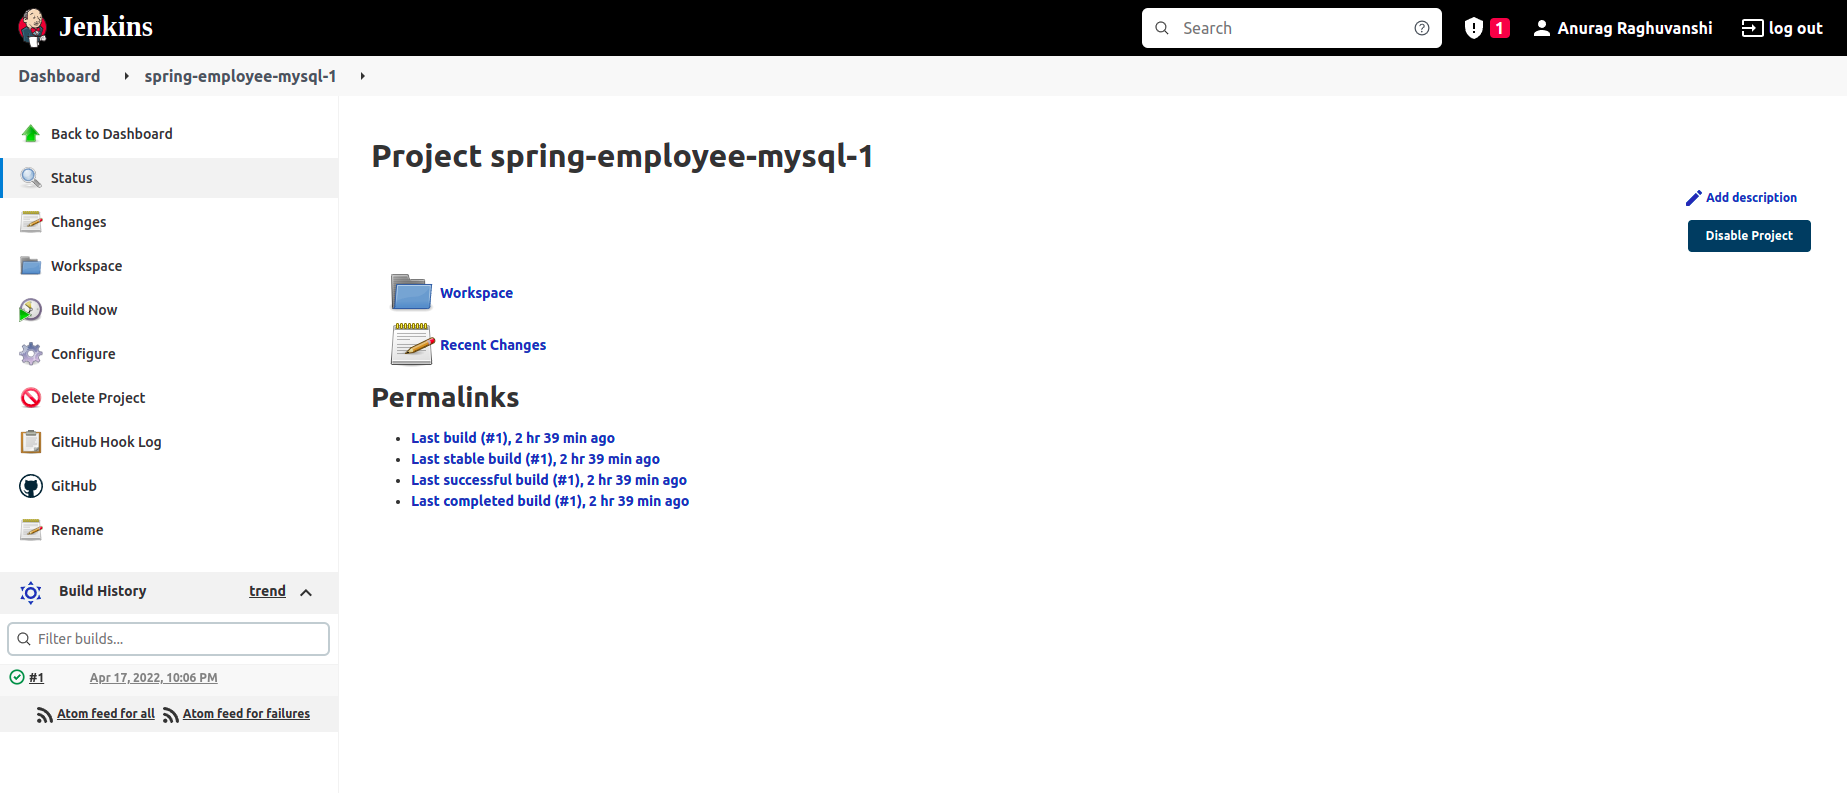 Jenkins
Search
1
Anurag Raghuvanshi
log out
Dashboard
spring-employee-mysql-1
Back to Dashboard
Status
Changes
Workspace
Build Now
Configure
Delete Project
GitHub Hook Log
GitHub
Rename
Build History
trend
Filter builds...
#1
Apr 17, 2022, 10:06 PM
Atom feed for all
Atom feed for failures
Project spring-employee-mysql-1
Add description
Disable Project
Workspace
Recent Changes
Permalinks
Last build (#1), 2 hr 39 min ago
Last stable build (#1), 2 hr 39 min ago
Last successful build (#1), 2 hr 39 min ago
Last completed build (#1), 2 hr 39 min ago